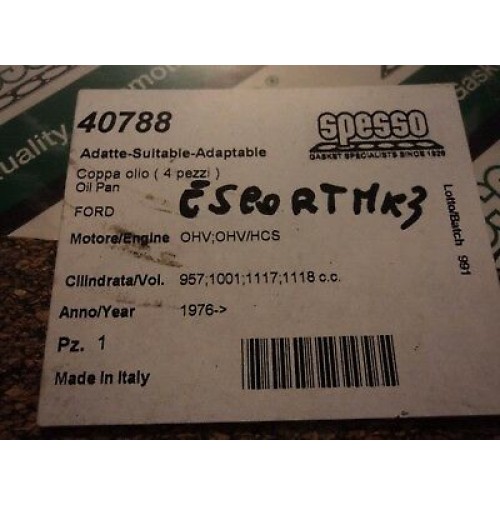 40788
spesso
GASKET SPECIALISTS SINCE 1929
Adatte-Suitable-Adaptable
Coppa olio ( 4 pezzi )
Oil Pan
FORD
ESCORT MK3
Motore/Engine OHV;OHV/HCS
Cilindrata/Vol. 957;1001;1117;1118 c.c.
Anno/Year 1976->
Pz. 1
Made in Italy
Lotto/Batch 991